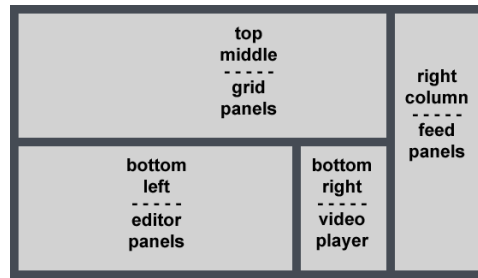 top
middle
- - - - -
grid
panels
right
column
- - - - -
feed
panels
bottom
left
- - - - -
editor
panels
bottom
right
- - - - -
video
player